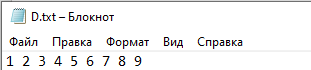 D.txt – Блокнот
Файл Правка Формат Вид Справка
1 2 3 4 5 6 7 8 9